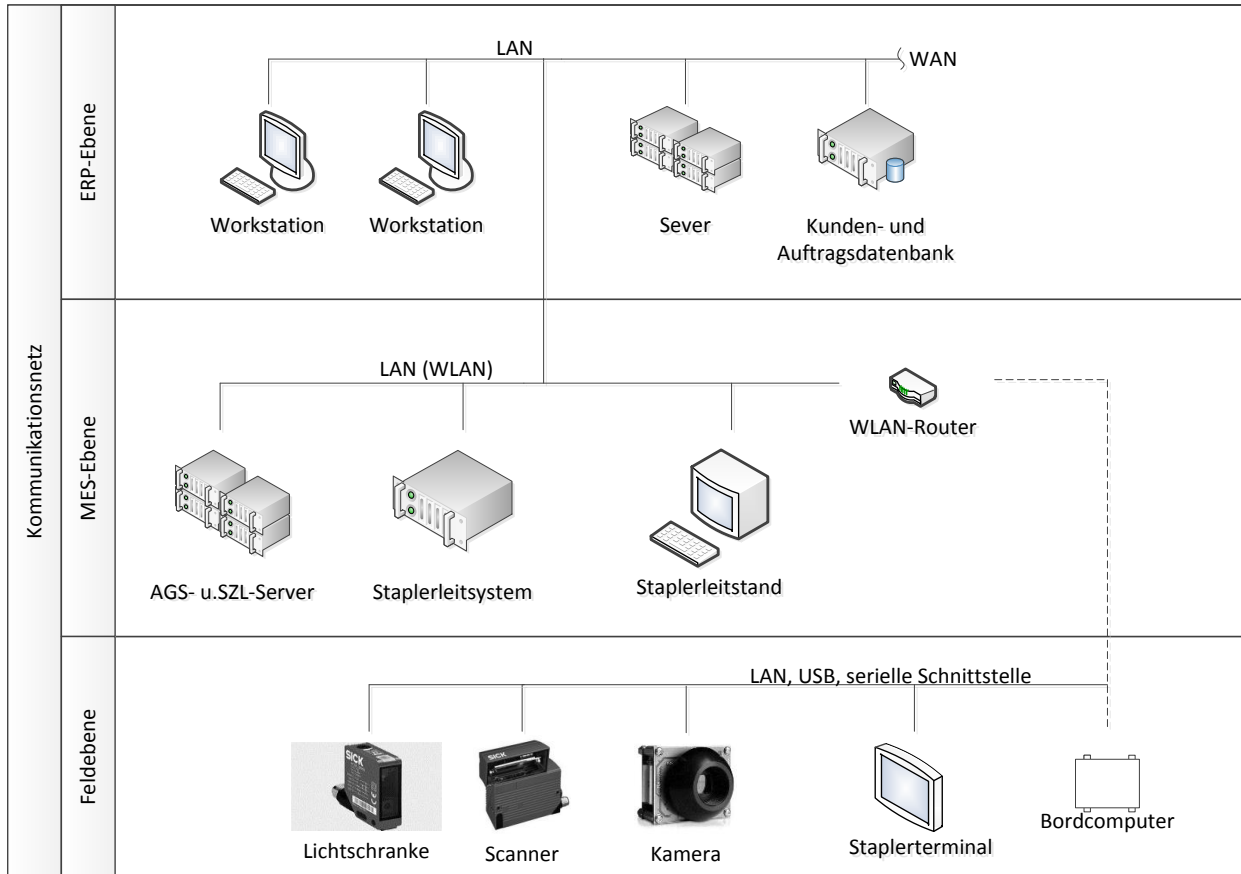 Kommunikationsnetz
ERP-Ebene
LAN
WAN
Workstation
Workstation
Sever
Kunden- und
Auftragsdatenbank
MES-Ebene
LAN (WLAN)
WLAN-Router
AGS- u.SZL-Server
Staplerleitsystem
Staplerleitstand
Feldebene
LAN, USB, serielle Schnittstelle
SICK
SICK
Lichtschranke
Scanner
Kamera
Staplerterminal
Bordcomputer